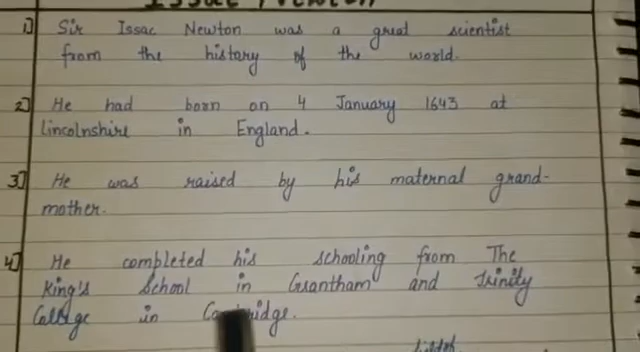 Issac Newton
1) Sir Issac Newton was a great scientist
from the history of the world.
2) He had born on 4 January 1643 at
Lincolnshire in England.
3) He was raised by his maternal grand-
mother.
4) He completed his schooling from The
King's School in Grantham and Trinity
College in